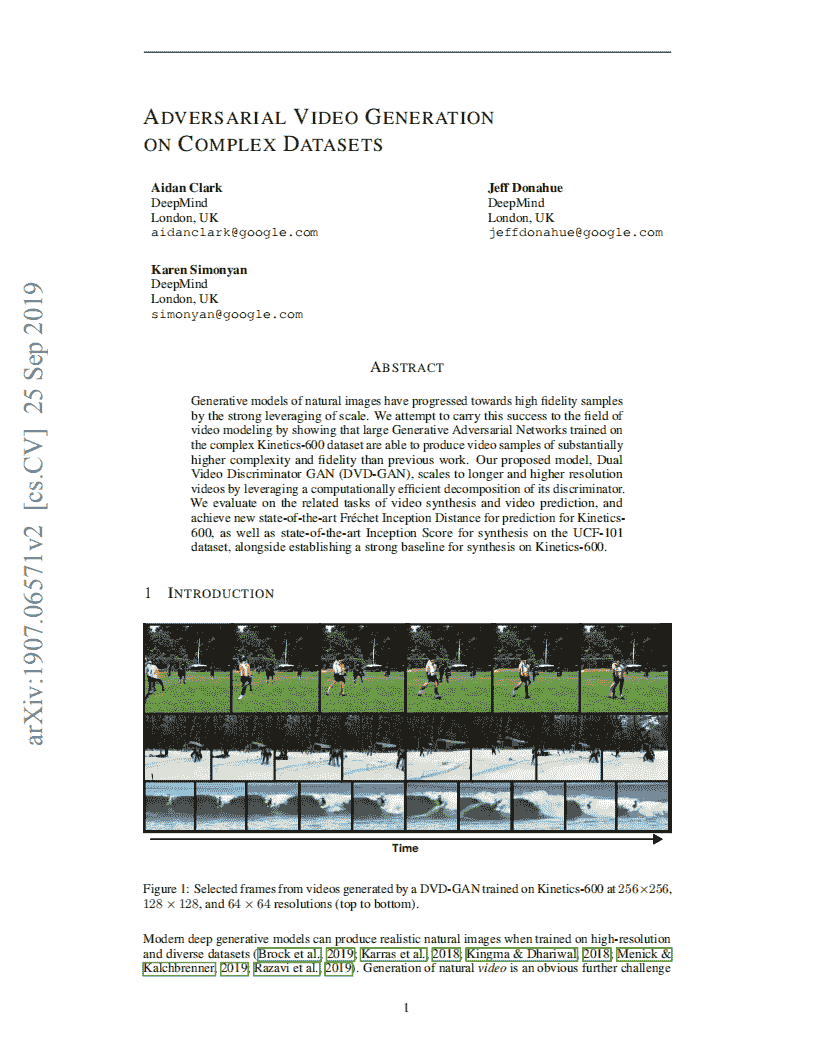 ADVERSARIAL VIDEO GENERATION
ON COMPLEX DATASETS
Aidan Clark
DeepMind
London, UK
aidanclark@google.com
Jeff Donahue
DeepMind
London, UK
jeffdonahue@google.com
Karen Simonyan
DeepMind
London, UK
simonyan@google.com
arXiv:1907.06571v2 [cs.CV] 25 Sep 2019
ABSTRACT
Generative models of natural images have progressed towards high fidelity samples
by the strong leveraging of scale. We attempt to carry this success to the field of
video modeling by showing that large Generative Adversarial Networks trained on
the complex Kinetics-600 dataset are able to produce video samples of substantially
higher complexity and fidelity than previous work. Our proposed model, Dual
Video Discriminator GAN (DVD-GAN), scales to longer and higher resolution
videos by leveraging a computationally efficient decomposition of its discriminator.
We evaluate on the related tasks of video synthesis and video prediction, and
achieve new state-of-the-art Fréchet Inception Distance for prediction for Kinetics-
600, as well as state-of-the-art Inception Score for synthesis on the UCF-101
dataset, alongside establishing a strong baseline for synthesis on Kinetics-600.
1 INTRODUCTION
Time
Figure 1: Selected frames from videos generated by a DVD-GAN trained on Kinetics-600 at 256×256,
128 × 128, and 64 × 64 resolutions (top to bottom).
Modern deep generative models can produce realistic natural images when trained on high-resolution
and diverse datasets (Brock et al., 2019; Karras et al., 2018; Kingma & Dhariwal, 2018; Menick &
Kalchbrenner, 2019; Razavi et al., 2019). Generation of natural video is an obvious further challenge
1